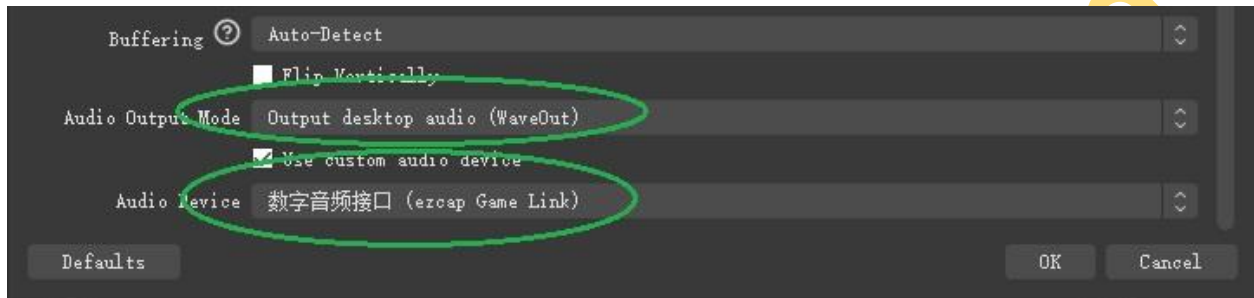 Buffering ? Auto-Detect
Flip Vertically
Audio Output Mode Output desktop audio (WaveOut)
Use custom audio device
Audio Device 数字音频接口 (ezcap Game Link)
Defaults OK Cancel